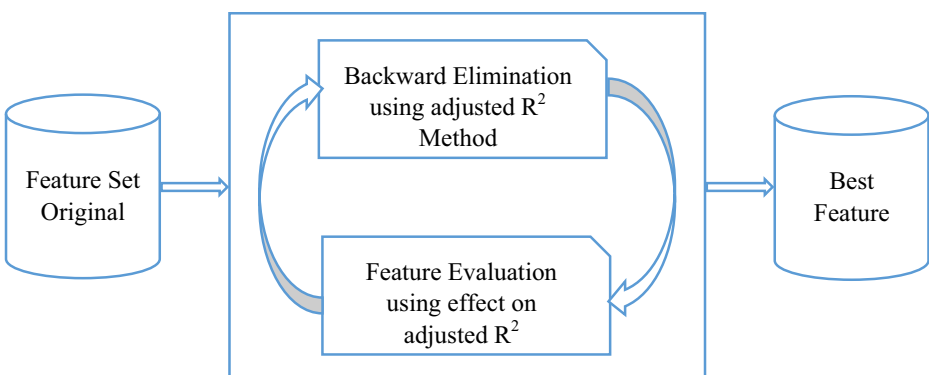 Feature Set
Original
Backward Elimination
using adjusted R²
Method
Feature Evaluation
using effect on
adjusted R²
Best
Feature